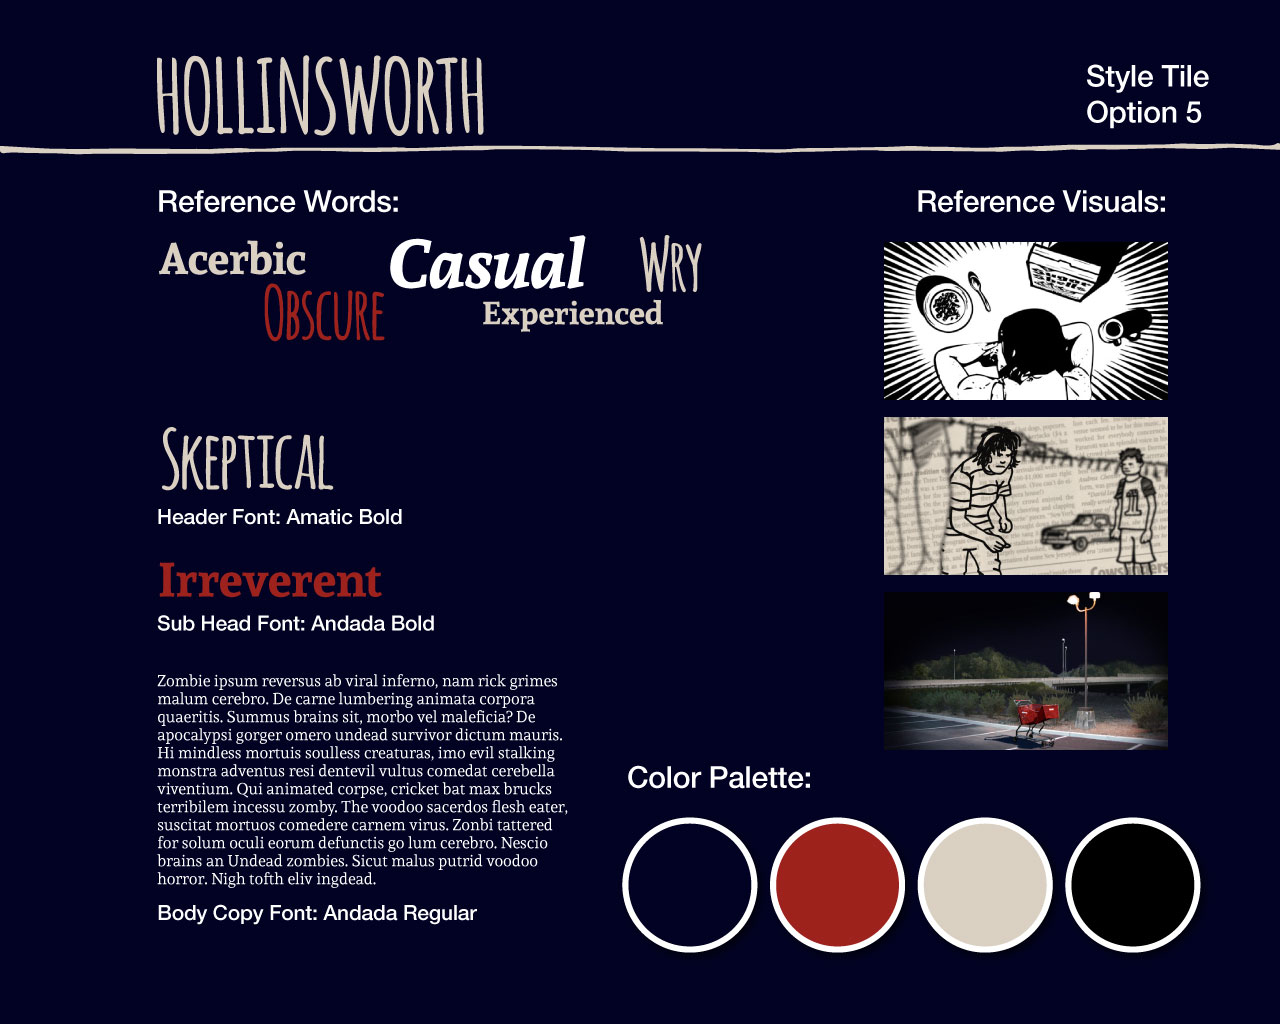 HOLLINSWORTH
Style Tile
Option 5
Reference Words:
Acerbic
Casual
WRY
OBSCURE
Experienced
SKEPTICAL
Header Font: Amatic Bold
Irreverent
Sub Head Font: Andada Bold
Zombie ipsum reversus ab viral inferno, nam rick grimes
malum cerebro. De carne lumbering animata corpora
quaeritis. Summus brains sit, morbo vel maleficia? De
apocalypsi gorger omero undead survivor dictum mauris.
Hi mindless mortuis soulless creaturas, imo evil stalking
monstra adventus resi dentevil vultus comedat cerebella
viventium. Qui animated corpse, cricket bat max brucks
terribilem incessu zomby. The voodoo sacerdos flesh eater,
suscitat mortuos comedere carnem virus. Zonbi tattered
for solum oculi eorum defunctis go lum cerebro. Nescio
brains an Undead zombies. Sicut malus putrid voodoo
horror. Nigh tofth eliv ingdead.
Body Copy Font: Andada Regular
Reference Visuals:
Sugar
1
Color Palette: